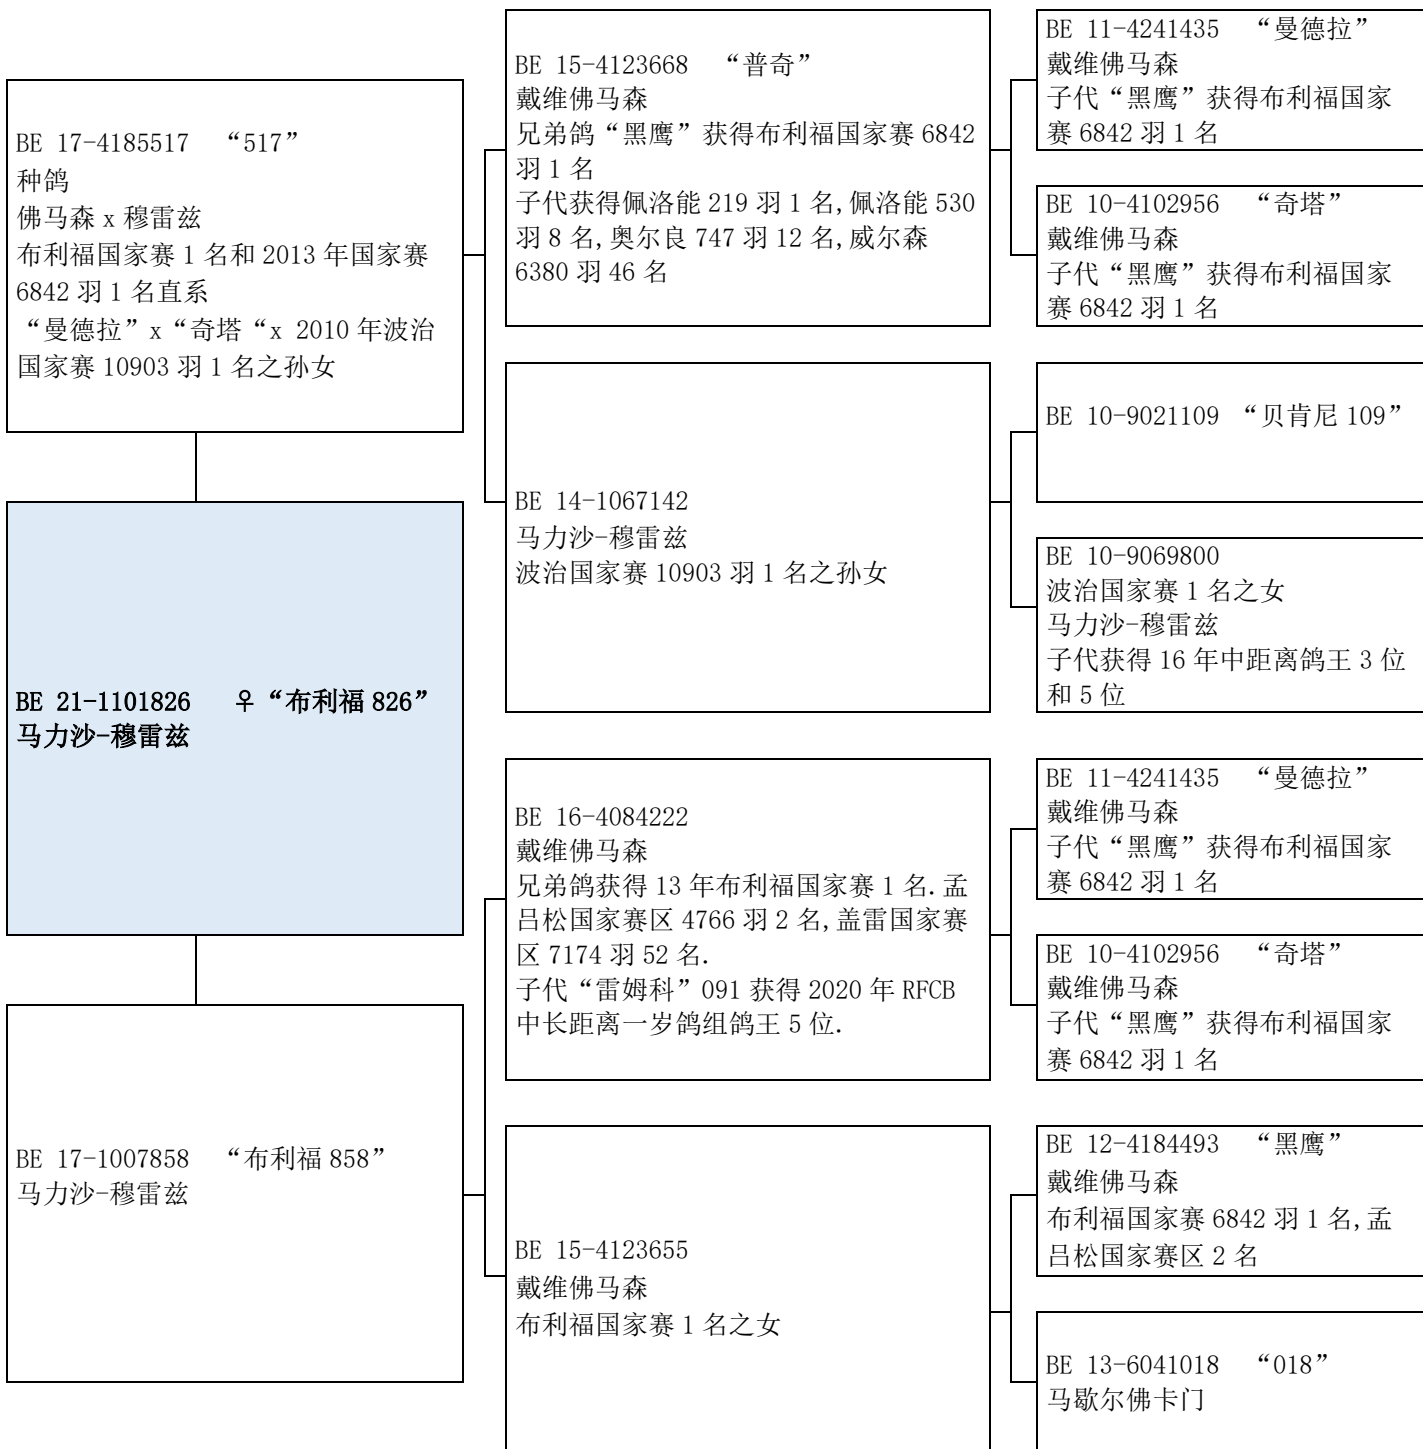 BE 17-4185517 “517”
种鸽
佛马森 x 穆雷兹
布利福国家赛 1 名和 2013 年国家赛
6842 羽 1 名直系
“曼德拉”x“奇塔“x 2010 年波治
国家赛 10903 羽 1 名之孙女
BE 21-1101826 ♀“布利福 826”
马力沙-穆雷兹
BE 17-1007858 “布利福 858”
马力沙-穆雷兹
BE 15-4123668 “普奇”
戴维佛马森
兄弟鸽“黑鹰”获得布利福国家赛 6842
羽 1 名
子代获得佩洛能 219 羽 1 名,佩洛能 530
羽 8 名,奥尔良 747 羽 12 名,威尔森
6380 羽 46 名
BE 14-1067142
马力沙-穆雷兹
波治国家赛 10903 羽 1 名之孙女
BE 16-4084222
戴维佛马森
兄弟鸽获得 13 年布利福国家赛 1 名.孟
吕松国家赛区 4766 羽 2 名,盖雷国家赛
区 7174 羽 52 名.
子代“雷姆科”091 获得 2020 年 RFCB
中长距离一岁鸽组鸽王 5 位.
BE 15-4123655
戴维佛马森
布利福国家赛 1 名之女
BE 11-4241435 “曼德拉”
戴维佛马森
子代“黑鹰”获得布利福国家
赛 6842 羽 1 名
BE 10-4102956 “奇塔”
戴维佛马森
子代“黑鹰”获得布利福国家
赛 6842 羽 1 名
BE 10-9021109 “贝肯尼 109”
BE 10-9069800
波治国家赛 1 名之女
马力沙-穆雷兹
子代获得 16 年中距离鸽王 3 位
和 5 位
BE 11-4241435 “曼德拉”
戴维佛马森
子代“黑鹰”获得布利福国家
赛 6842 羽 1 名
BE 10-4102956 “奇塔”
戴维佛马森
子代“黑鹰”获得布利福国家
赛 6842 羽 1 名
BE 12-4184493 “黑鹰”
戴维佛马森
布利福国家赛 6842 羽 1 名,孟
吕松国家赛区 2 名
BE 13-6041018 “018”
马歇尔佛卡门